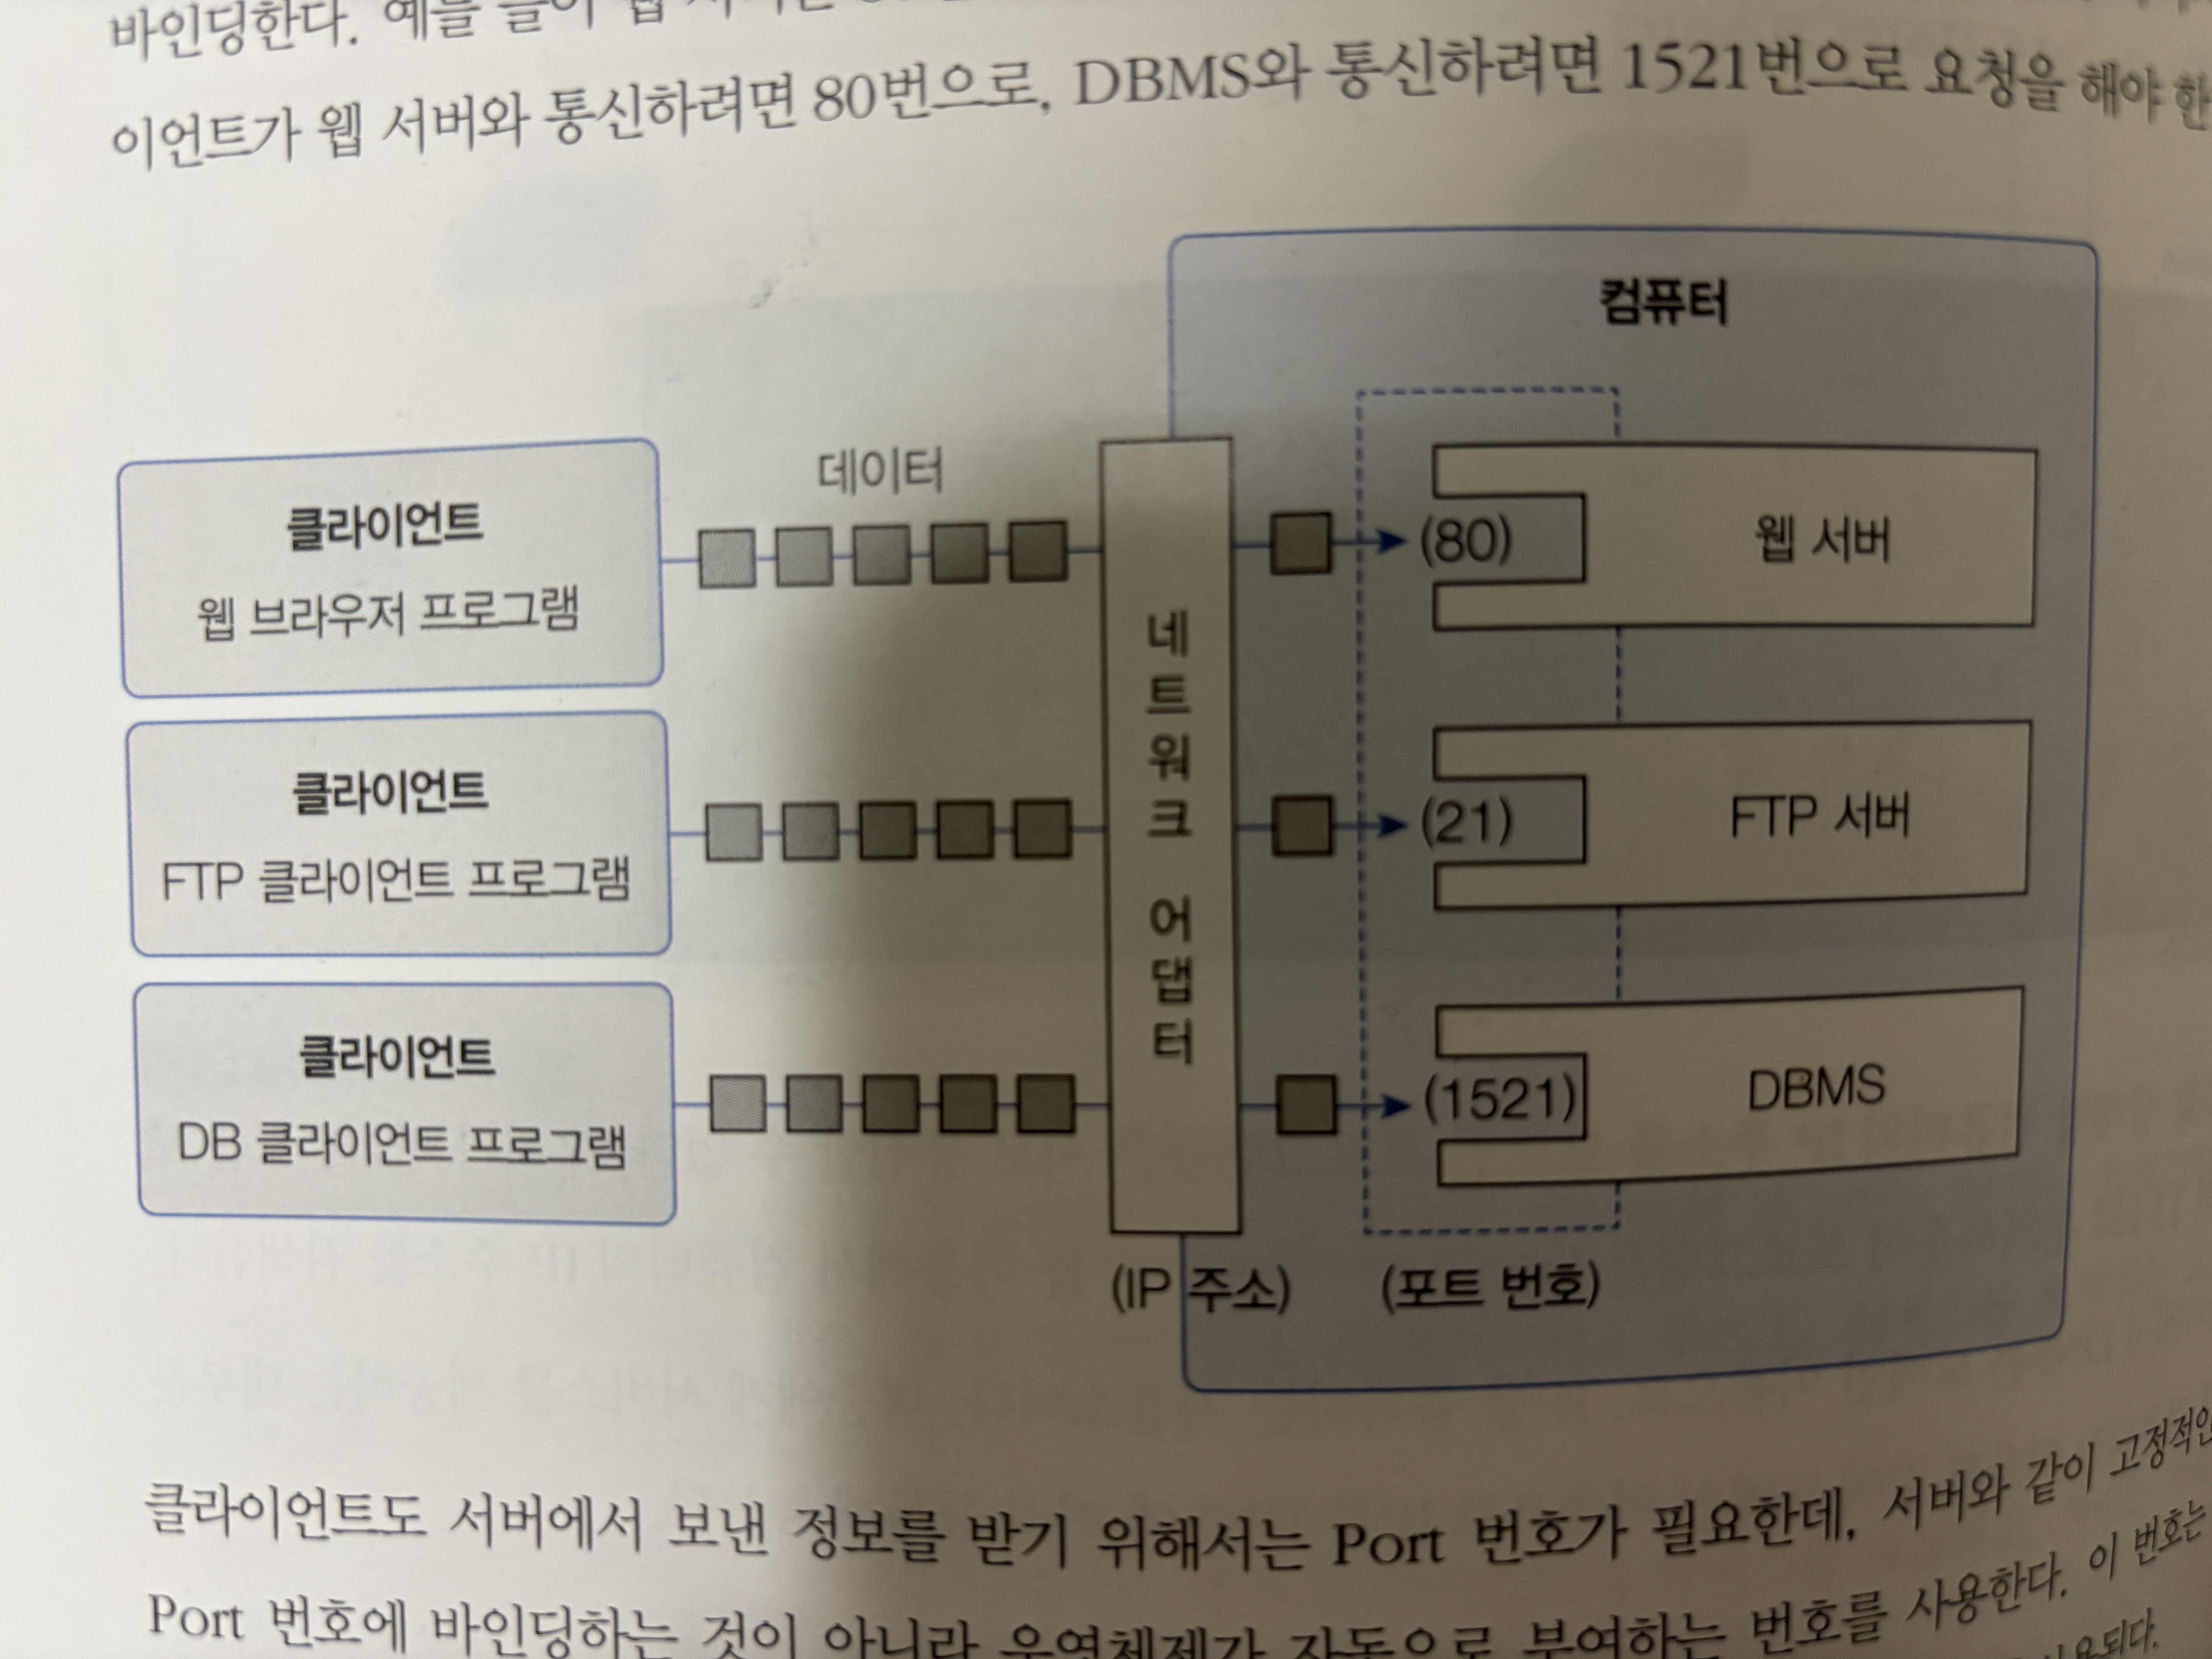 바인딩한다. 예를 들어 웹
이언트가 웹 서버와 통신하려면 80번으로, DBMS와 통신하려면 1521번으로 요청을 해야 한
컴퓨터
데이터
클라이언트
웹 브라우저 프로그램
(80)
웹 서버
네트워크 어댑터
클라이언트
FTP 클라이언트 프로그램
(21)
FTP 서버
클라이언트
DB 클라이언트 프로그램
(1521)
DBMS
(IP 주소)
(포트 번호)
클라이언트도 서버에서 보낸 정보를 받기 위해서는 Port 번호가 필요한데, 서버와 같이 고정적인
Port 번호에 바인딩하는 것이 아니라 운영체제가 자동으로 부여하는 번호를 사용한다. 이 번호는